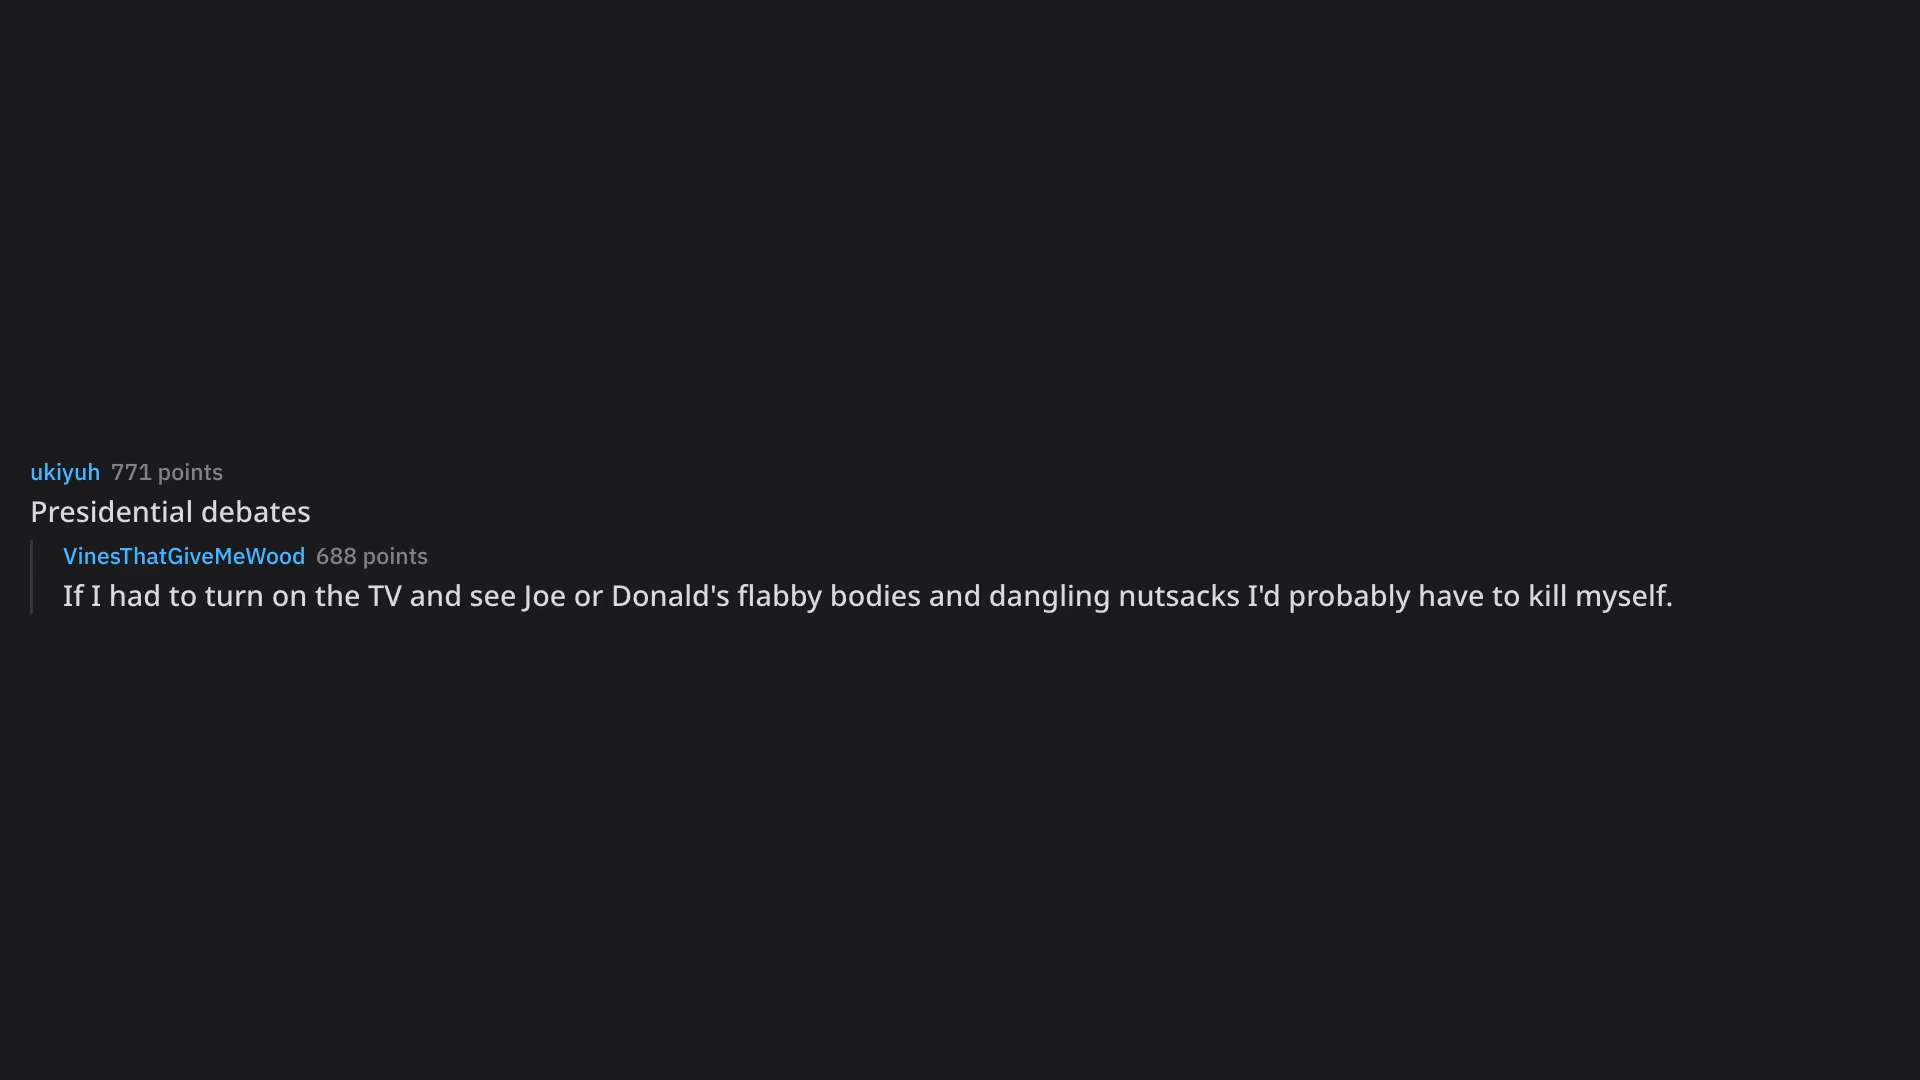 ukiyuh 771 points
Presidential debates
VinesThatGiveMeWood 688 points
If I had to turn on the TV and see Joe or Donald's flabby bodies and dangling nutsacks I'd probably have to kill myself.